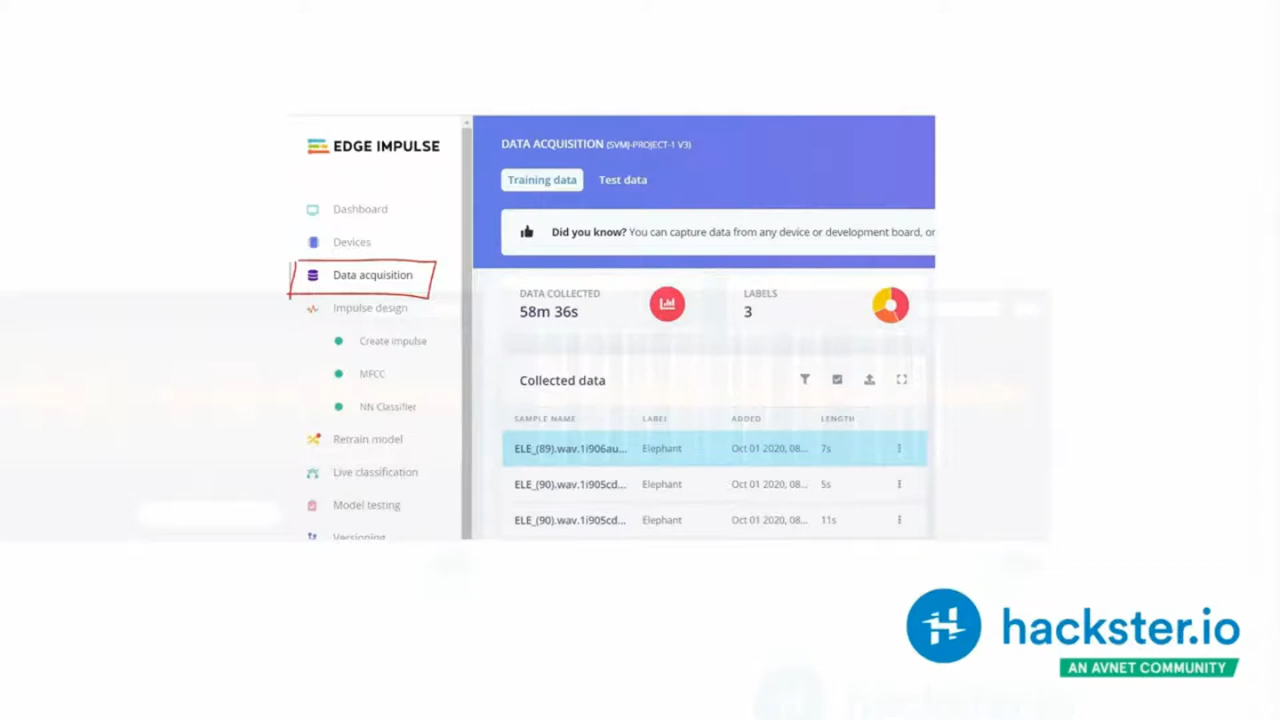 EDGE IMPULSE
Dashboard
Devices
Data acquisition
Impulse design
Create impulse
MFCC
NN Classifier
Retrain model
Live classification
Model testing
Versioning
DATA ACQUISITION (SVMJ-PROJECT-1 V3)
Training data Test data
Did you know? You can capture data from any device or development board, or
DATA COLLECTED
58m 36s
LABELS
3
Collected data
SAMPLE NAME LABEL ADDED LENGTH
ELE_(89).wav.1i906au... Elephant Oct 01 2020, 08... 7s
ELE_(90).wav.1i905cd... Elephant Oct 01 2020, 08... 5s
ELE_(90).wav.1i905cd... Elephant Oct 01 2020, 08... 11s
hackster.io
AN AVNET COMMUNITY